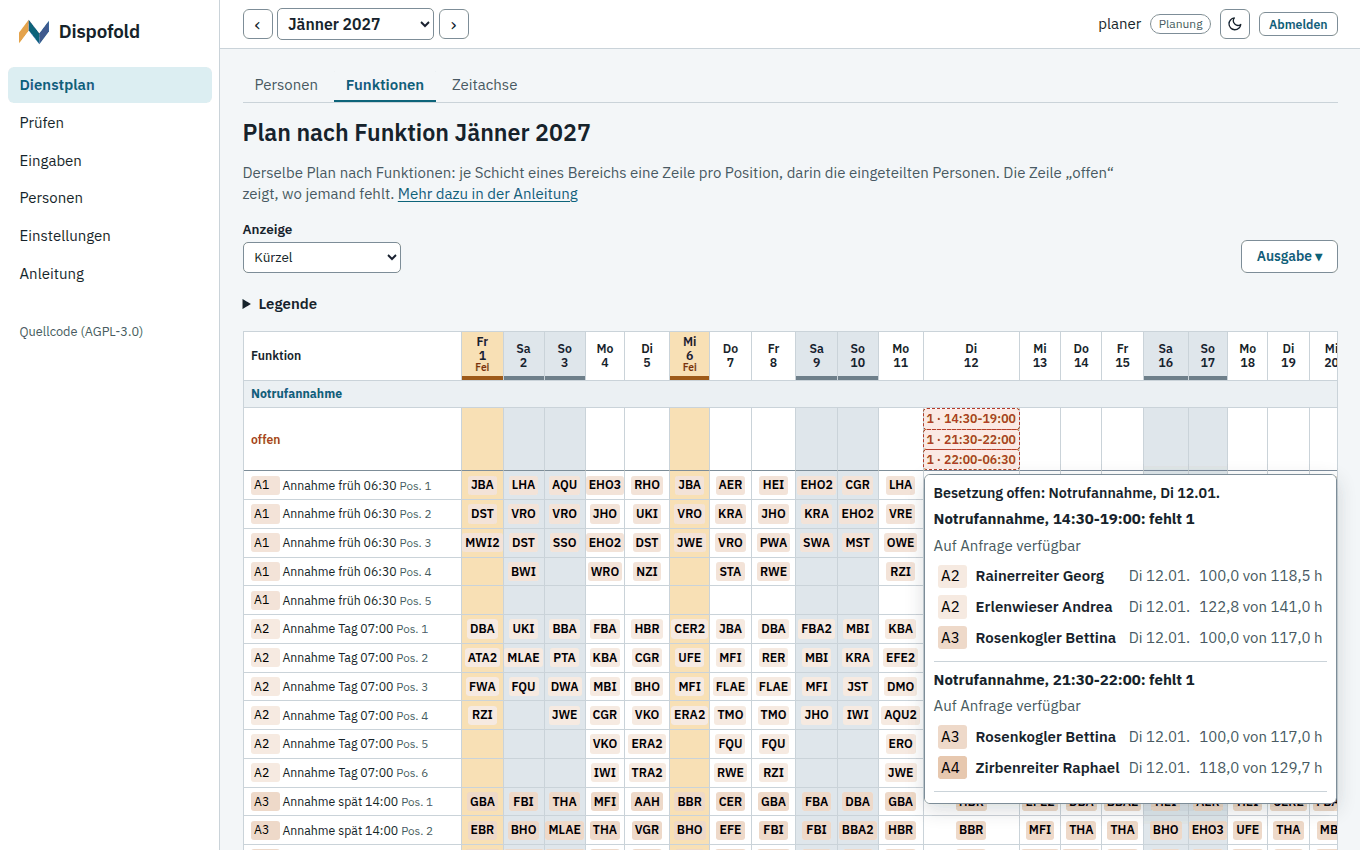 Dispofold
‹ Jänner 2027 ›
planer Planung Abmelden
Dienstplan
Prüfen
Eingaben
Personen
Einstellungen
Anleitung
Quellcode (AGPL-3.0)
Personen Funktionen Zeitachse
Plan nach Funktion Jänner 2027
Derselbe Plan nach Funktionen: je Schicht eines Bereichs eine Zeile pro Position, darin die eingeteilten Personen. Die Zeile „offen“
zeigt, wo jemand fehlt. Mehr dazu in der Anleitung
Anzeige
Kürzel
Ausgabe ▾
▶ Legende
Funktion Fr 1 Fei Sa 2 So 3 Mo 4 Di 5 Mi 6 Fei Do 7 Fr 8 Sa 9 So 10 Mo 11 Di 12 Mi 13 Do 14 Fr 15 Sa 16 So 17 Mo 18 Di 19 Mi 20
Notrufannahme
offen
1 · 14:30-19:00
1 · 21:30-22:00
1 · 22:00-06:30
A1 Annahme früh 06:30 Pos. 1 JBA LHA AQU EHO3 RHO JBA AER HEI EHO2 CGR LHA
A1 Annahme früh 06:30 Pos. 2 DST VRO VRO JHO UKI VRO KRA JHO KRA EHO2 VRE
A1 Annahme früh 06:30 Pos. 3 MWI2 DST SSO EHO2 DST JWE VRO PWA SWA MST OWE
A1 Annahme früh 06:30 Pos. 4 BWI WRO NZI STA RWE RZI
A1 Annahme früh 06:30 Pos. 5
A2 Annahme Tag 07:00 Pos. 1 DBA UKI BBA FBA HBR CER2 JBA DBA FBA2 MBI KBA
A2 Annahme Tag 07:00 Pos. 2 ATA2 MLAE PTA KBA CGR UFE MFI RER MBI KRA EFE2
A2 Annahme Tag 07:00 Pos. 3 FWA FQU DWA MBI BHO MFI FLAE FLAE MFI JST DMO
A2 Annahme Tag 07:00 Pos. 4 RZI JWE CGR VKO ERA2 TMO TMO JHO IWI AQU2
A2 Annahme Tag 07:00 Pos. 5 VKO ERA2 FQU FQU ERO
A2 Annahme Tag 07:00 Pos. 6 IWI TRA2 RWE RZI JWE
A3 Annahme spät 14:00 Pos. 1 GBA FBI THA MFI AAH BBR CER GBA FBA DBA GBA
A3 Annahme spät 14:00 Pos. 2 EBR BHO MLAE THA VGR BHO EFE FBI FBI BBA2 HBR BBR MFI THA THA BHO EHO3 UFE THA MB
Besetzung offen: Notrufannahme, Di 12.01.
Notrufannahme, 14:30-19:00: fehlt 1
Auf Anfrage verfügbar
A2 Rainerreiter Georg Di 12.01. 100,0 von 118,5 h
A2 Erlenwieser Andrea Di 12.01. 122,8 von 141,0 h
A3 Rosenkogler Bettina Di 12.01. 100,0 von 117,0 h
Notrufannahme, 21:30-22:00: fehlt 1
Auf Anfrage verfügbar
A3 Rosenkogler Bettina Di 12.01. 100,0 von 117,0 h
A4 Zirbenreiter Raphael Di 12.01. 118,0 von 129,7 h